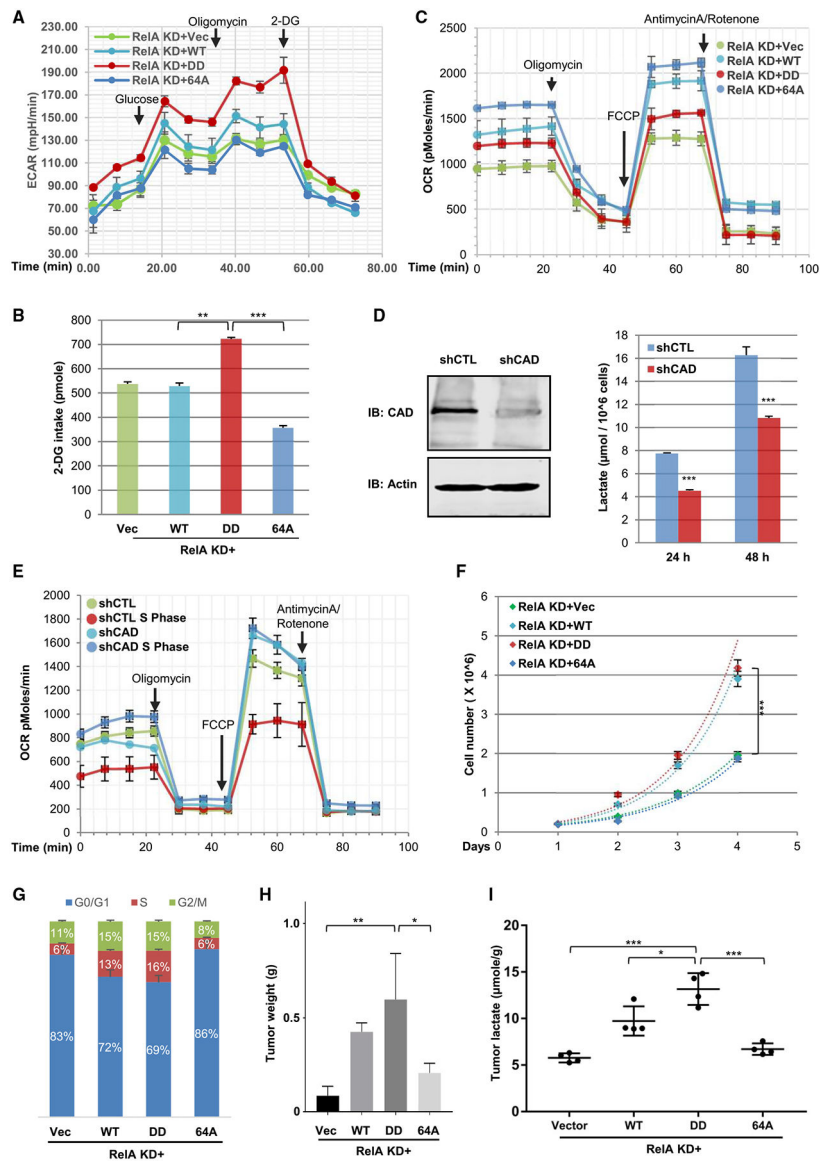 A
Oligomycin
2-DG
230.00
210.00
190.00
170.00
150.00
130.00
110.00
90.00
70.00
50.00
30.00
RelA KD+Vec
RelA KD+WT
RelA KD+DD
RelA KD+64A
Glucose
ECAR (mpH/min)
Time (min)
0.00
20.00
40.00
60.00
80.00
C
AntimycinA/Rotenone
2500
2000
1500
1000
500
0
RelA KD+Vec
RelA KD+WT
RelA KD+DD
RelA KD+64A
Oligomycin
FCCP
OCR (pMoles/min)
Time (min)
0
20
40
60
80
100
B
800
700
600
500
400
300
200
100
0
**
***
2-DG intake (pmole)
Vec
WT
DD
64A
RelA KD+
D
shCTL
shCAD
IB: CAD
IB: Actin
18
16
14
12
10
8
6
4
2
0
shCTL
shCAD
***
***
Lactate (μmol / 10^6 cells)
24 h
48 h
E
2000
1800
1600
1400
1200
1000
800
600
400
200
0
shCTL
shCTL S Phase
shCAD
shCAD S Phase
Oligomycin
FCCP
AntimycinA/
Rotenone
OCR pMoles/min
Time (min)
0
20
40
60
80
100
F
6
5
4
3
2
1
0
RelA KD+Vec
RelA KD+WT
RelA KD+DD
RelA KD+64A
***
Cell number ( X 10^6)
Days
0
1
2
3
4
5
G
G0/G1
S
G2/M
11%
15%
15%
8%
6%
13%
16%
6%
83%
72%
69%
86%
Vec
WT
DD
64A
RelA KD+
H
1.0
0.5
0
**
*
Tumor weight (g)
Vec
WT
DD
64A
RelA KD+
I
20
15
10
5
0
***
*
***
Tumor lactate (μmole/g)
Vector
WT
DD
64A
RelA KD+